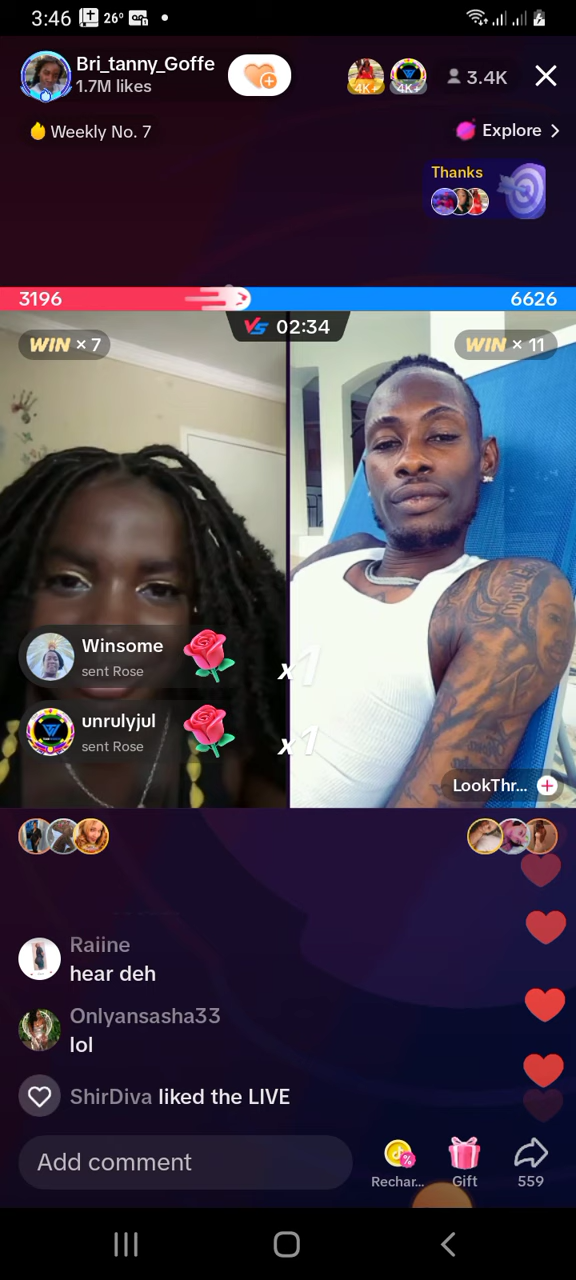 3:46
26°
Bri_tanny_Goffe
1.7M likes
4K+
4K+
3.4K
Weekly No. 7
Explore
Thanks
3196
6626
VS 02:34
WIN × 7
WIN × 11
Winsome
sent Rose
x1
unrulyjul
sent Rose
x1
LookThr...
Raiine
hear deh
Onlyansasha33
lol
ShirDiva liked the LIVE
Add comment
Rechar...
Gift
559